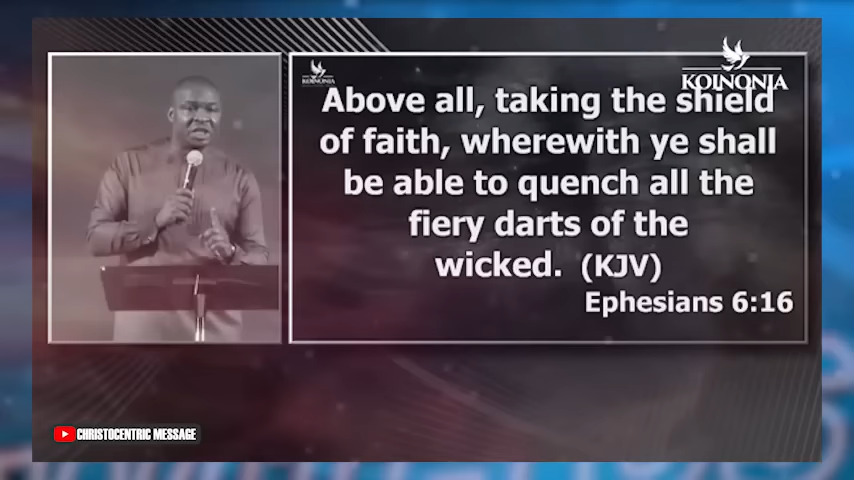 KOINONIA
KOINONIA
Above all, taking the shield
of faith, wherewith ye shall
be able to quench all the
fiery darts of the
wicked. (KJV)
Ephesians 6:16
CHRISTOCENTRIC MESSAGE